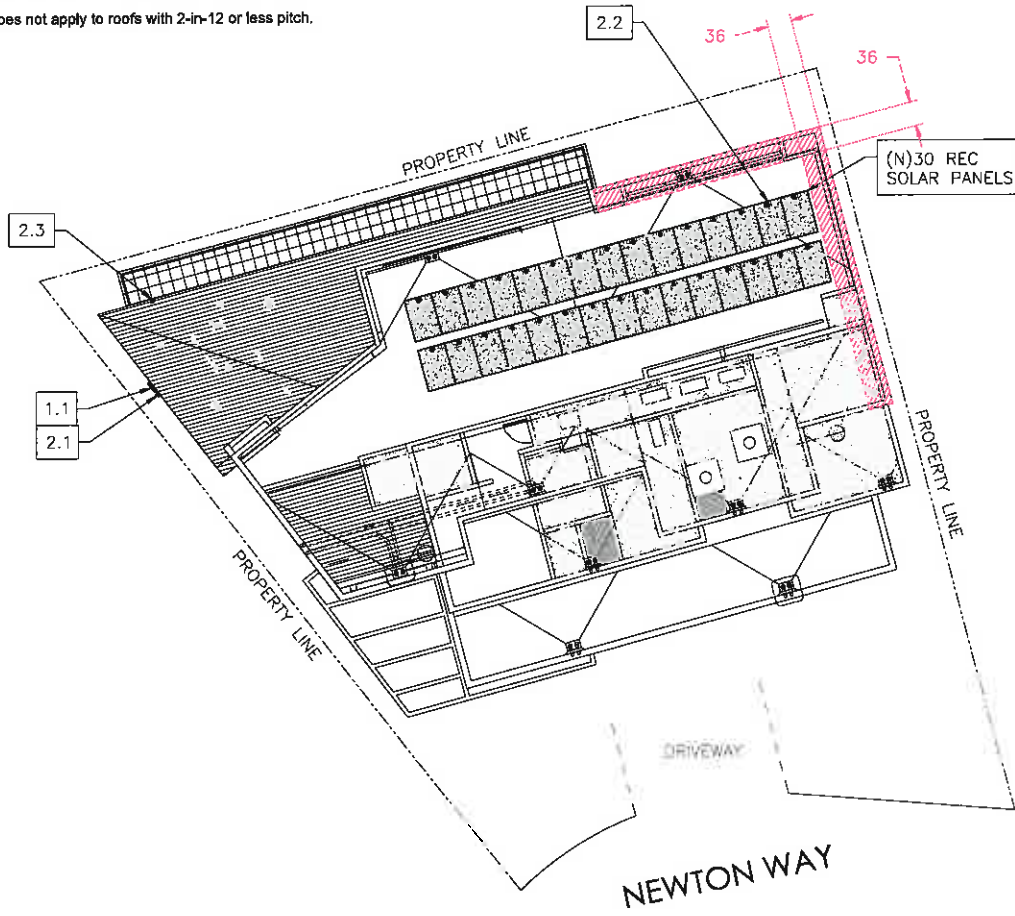 oes not apply to roofs with 2-in-12 or less pitch.
2.2
36
36
PROPERTY LINE
(N)30 REC
SOLAR PANELS
2.3
1.1
2.1
PROPERTY LINE
PROPERTY LINE
DRIVEWAY
NEWTON WAY